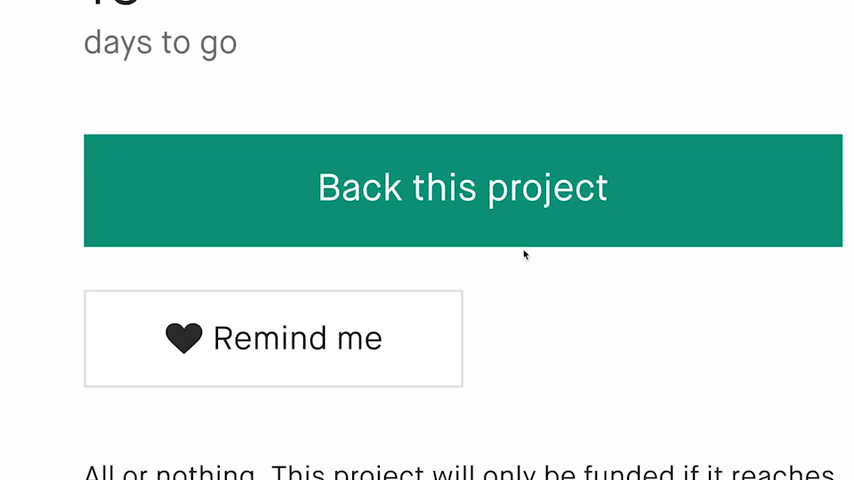 days to go
Back this project
Remind me
All or nothing. This project will only be funded if it reaches